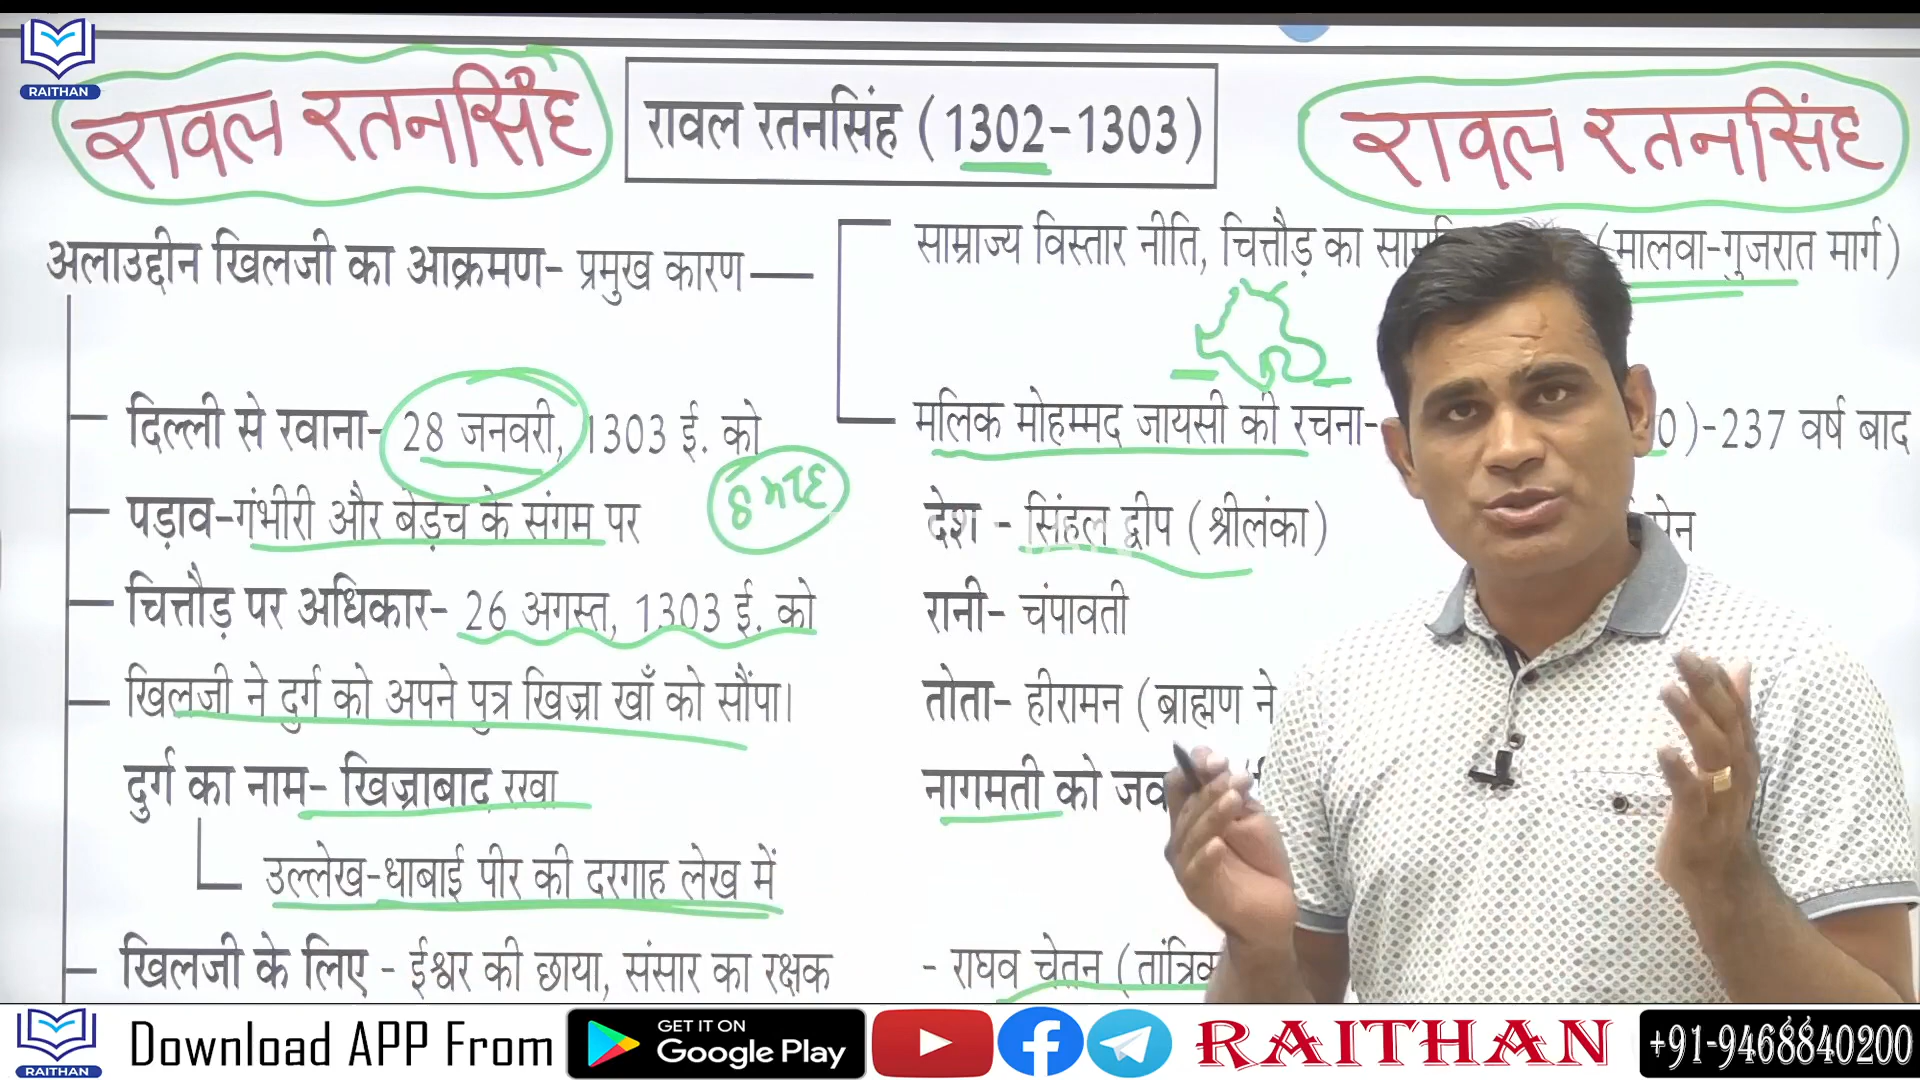 RAITHAN
रावल रतनसिंह
रावल रतनसिंह (1302-1303)
रावल रतनसिंह
अलाउद्दीन खिलजी का आक्रमण- प्रमुख कारण
साम्राज्य विस्तार नीति, चित्तौड़ का (मालवा-गुजरात मार्ग)
दिल्ली से रवाना- 28 जनवरी, 1303 ई. को
8 माह
मलिक मोहम्मद जायसी की रचना- 0)-237 वर्ष बाद
पड़ाव-गंभीरी और बेड़च के संगम पर
देश - सिंहल द्वीप (श्रीलंका)
चित्तौड़ पर अधिकार- 26 अगस्त, 1303 ई. को
रानी- चंपावती
खिलजी ने दुर्ग को अपने पुत्र खिज्रा खाँ को सौंपा।
तोता- हीरामन (ब्राह्मण ने
दुर्ग का नाम- खिज्राबाद रखा
नागमती को
उल्लेख-धाबाई पीर की दरगाह लेख में
खिलजी के लिए - ईश्वर की छाया, संसार का रक्षक
- राघव चेतन (तांत्रिक
RAITHAN
Download APP From
GET IT ON
Google Play
RAITHAN
+91-9468840200